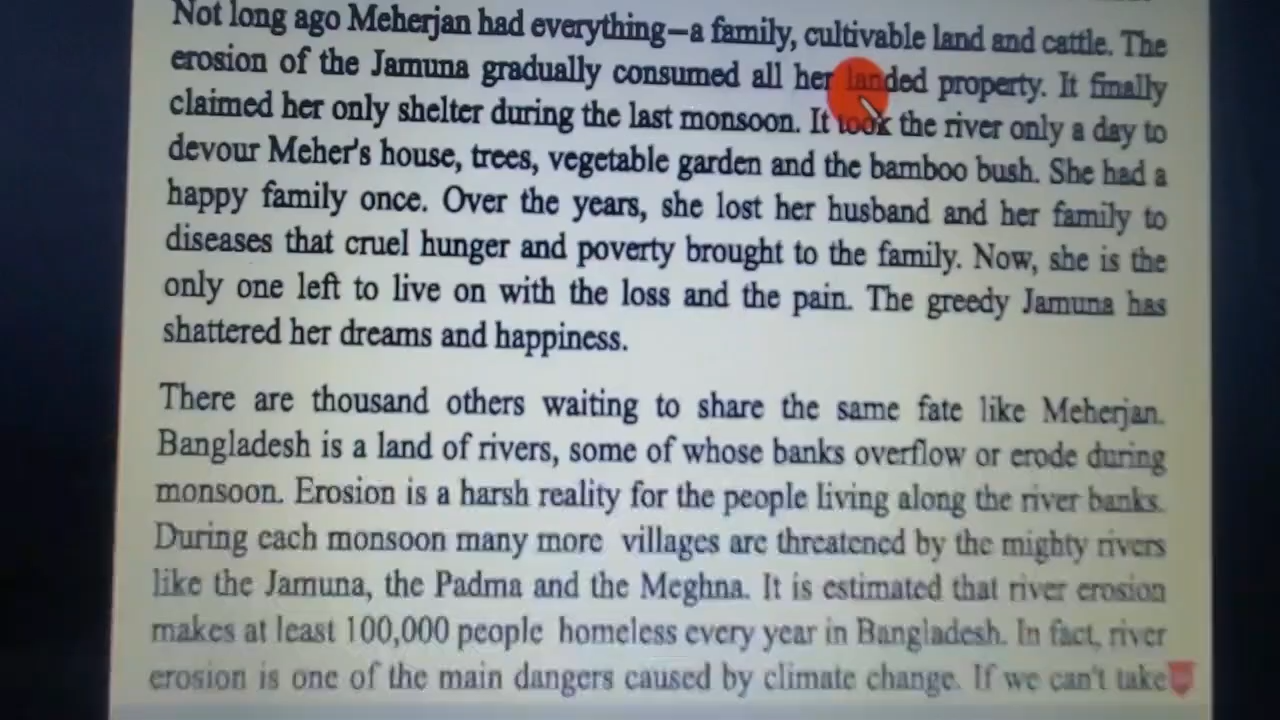 Not long ago Meherjan had everything—a family, cultivable land and cattle. The
erosion of the Jamuna gradually consumed all her landed property. It finally
claimed her only shelter during the last monsoon. It took the river only a day to
devour Meher's house, trees, vegetable garden and the bamboo bush. She had a
happy family once. Over the years, she lost her husband and her family to
diseases that cruel hunger and poverty brought to the family. Now, she is the
only one left to live on with the loss and the pain. The greedy Jamuna has
shattered her dreams and happiness.
There are thousand others waiting to share the same fate like Meherjan.
Bangladesh is a land of rivers, some of whose banks overflow or erode during
monsoon. Erosion is a harsh reality for the people living along the river banks.
During each monsoon many more villages are threatened by the mighty rivers
like the Jamuna, the Padma and the Meghna. It is estimated that river erosion
makes at least 100,000 people homeless every year in Bangladesh. In fact, river
erosion is one of the main dangers caused by climate change. If we can't take